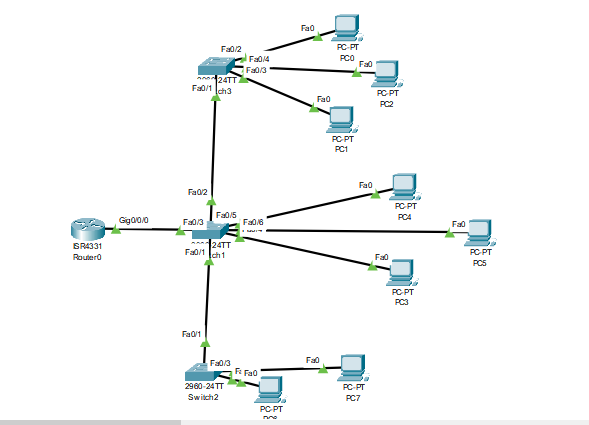 Fa0
Fa0/2
PC-PT
PC0
Fa0/4
Fa0/3
Fa0
24TT
ch3
Fa0/1
PC-PT
PC2
Fa0
PC-PT
PC1
Fa0/2
Fa0
PC-PT
PC4
Fa0/5
Gig0/0/0
Fa0/3
Fa0/6
Fa0
ISR4331
Router0
24TT
ch1
Fa0/1
PC-PT
PC5
Fa0
PC-PT
PC3
Fa0/1
Fa0/3
Fa0
Fa0
2960-24TT
Switch2
PC-PT
PC7
PC-PT